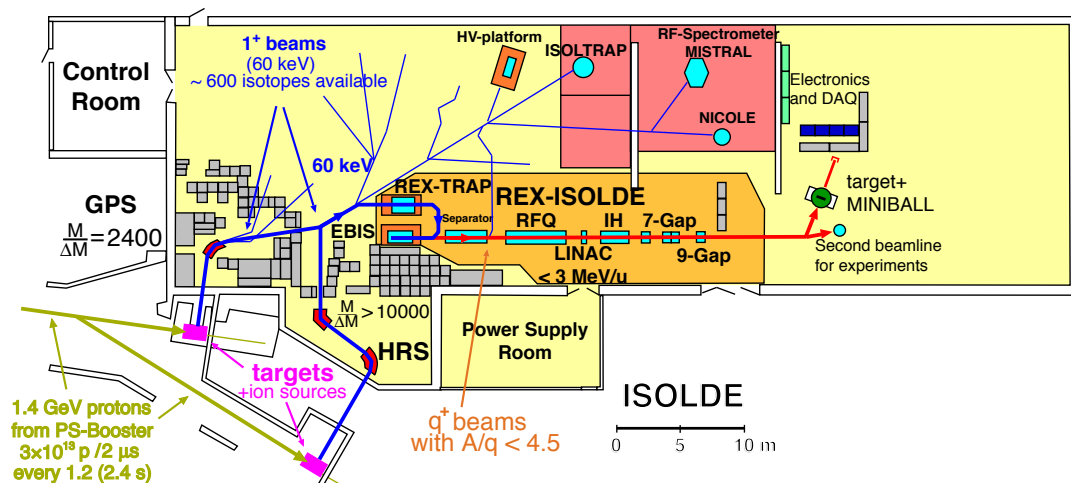 Control
Room
1⁺ beams
(60 keV)
~ 600 isotopes available
HV-platform
ISOLTRAP
RF-Spectrometer
MISTRAL
Electronics
and DAQ
NICOLE
60 keV
GPS
M/ΔM = 2400
REX-TRAP
REX-ISOLDE
target+
MINIBALL
EBIS
Separator
RFQ
IH
7-Gap
LINAC
9-Gap
< 3 MeV/u
Second beamline
for experiments
M/ΔM > 10000
HRS
Power Supply
Room
targets
+ion sources
1.4 GeV protons
from PS-Booster
3×10¹³ p /2 µs
every 1.2 (2.4 s)
q⁺ beams
with A/q < 4.5
ISOLDE
0 5 10 m